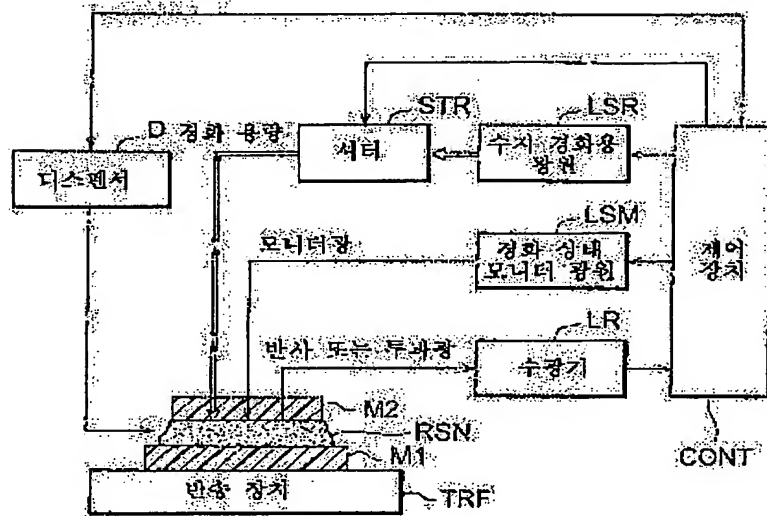 STR
LSR
D 경화 용량
디스펜서
셔터
수지 경화용
광원
LSM
모니터광
경화 상태
모니터 광원
제어
장치
반사 또는 투과광
LR
수광기
M2
RSN
M1
CONT
반송 장치
TRF